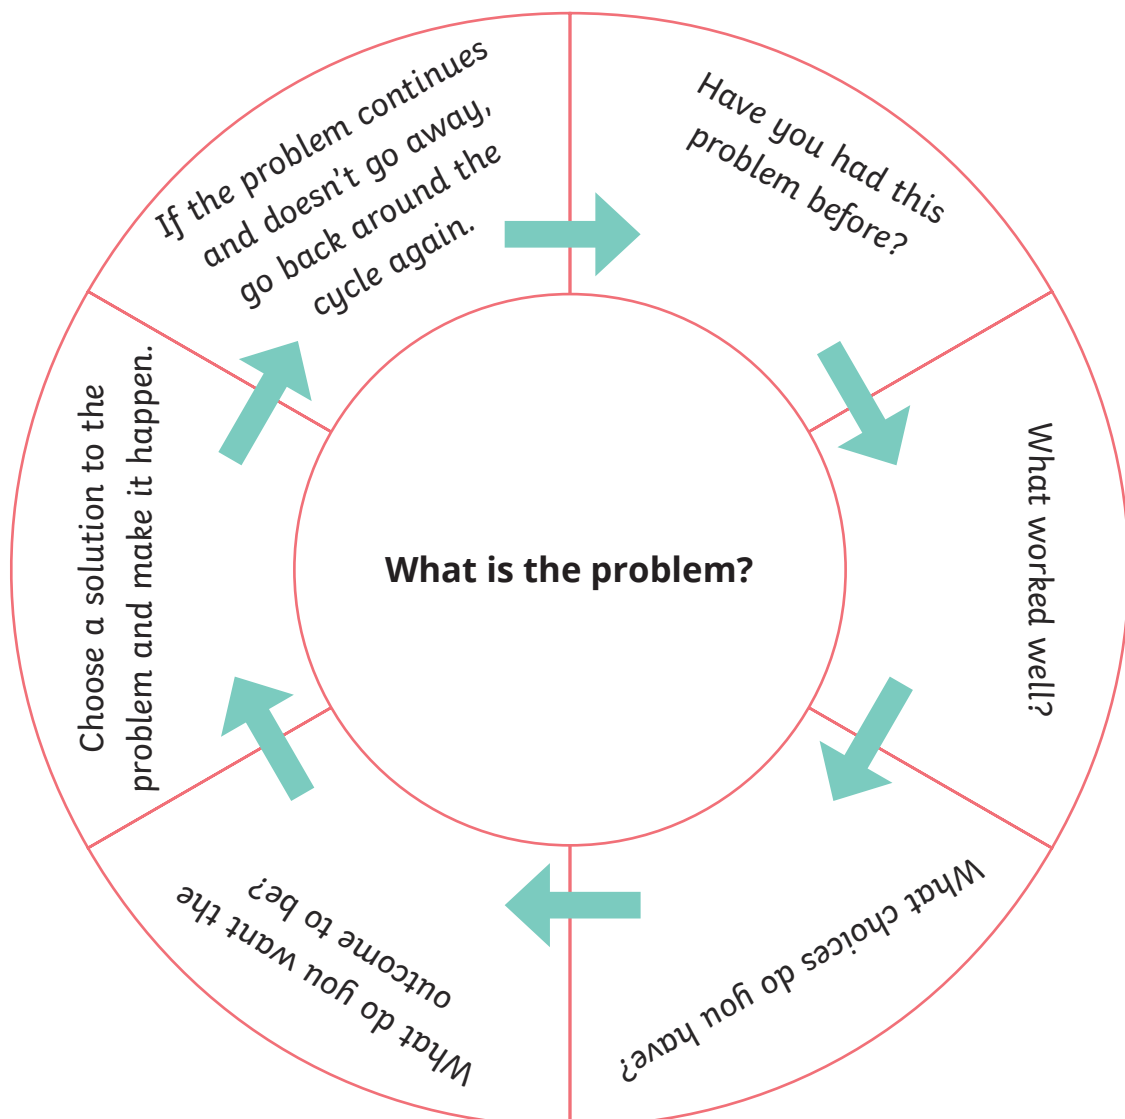 What is the problem?
Have you had this
problem before?
What worked well?
What choices do you have?
What do you want the
outcome to be?
Choose a solution to the
problem and make it happen.
If the problem continues
and doesn't go away,
go back around the
cycle again.